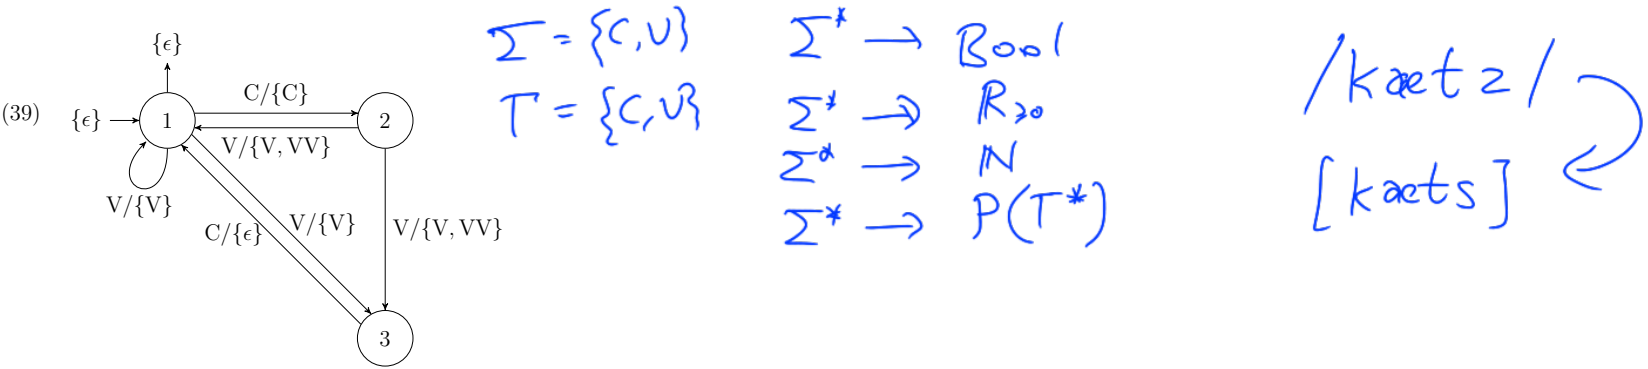 (39)
{ϵ}
{ϵ}
1
C/{C}
2
V/{V, VV}
V/{V}
C/{ϵ}
V/{V}
V/{V, VV}
3
Σ = {C, V}
T = {C, V}
Σ* → Bool
Σ* → ℝ≥0
Σ* → ℕ
Σ* → P(T*)
/kætz/
[kæts]